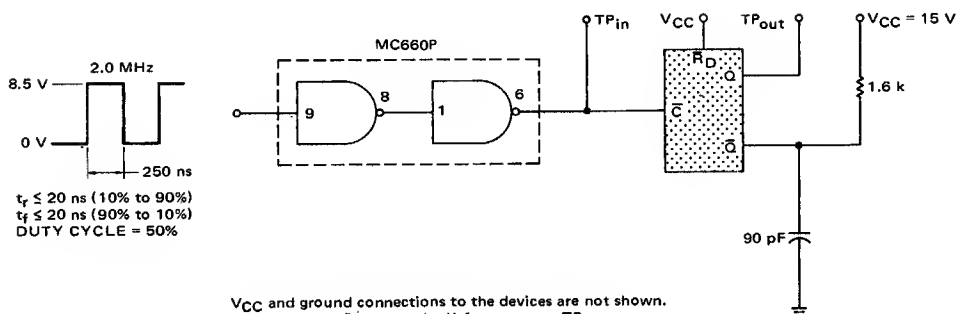 TPin
VCC
TPout
VCC = 15 V
MC660P
2.0 MHz
8.5 V
0 V
250 ns
9
8
1
6
C̅
R̅D
Q
Q̅
1.6 k
90 pF
tr ≤ 20 ns (10% to 90%)
tf ≤ 20 ns (90% to 10%)
DUTY CYCLE = 50%
VCC and ground connections to the devices are not shown.